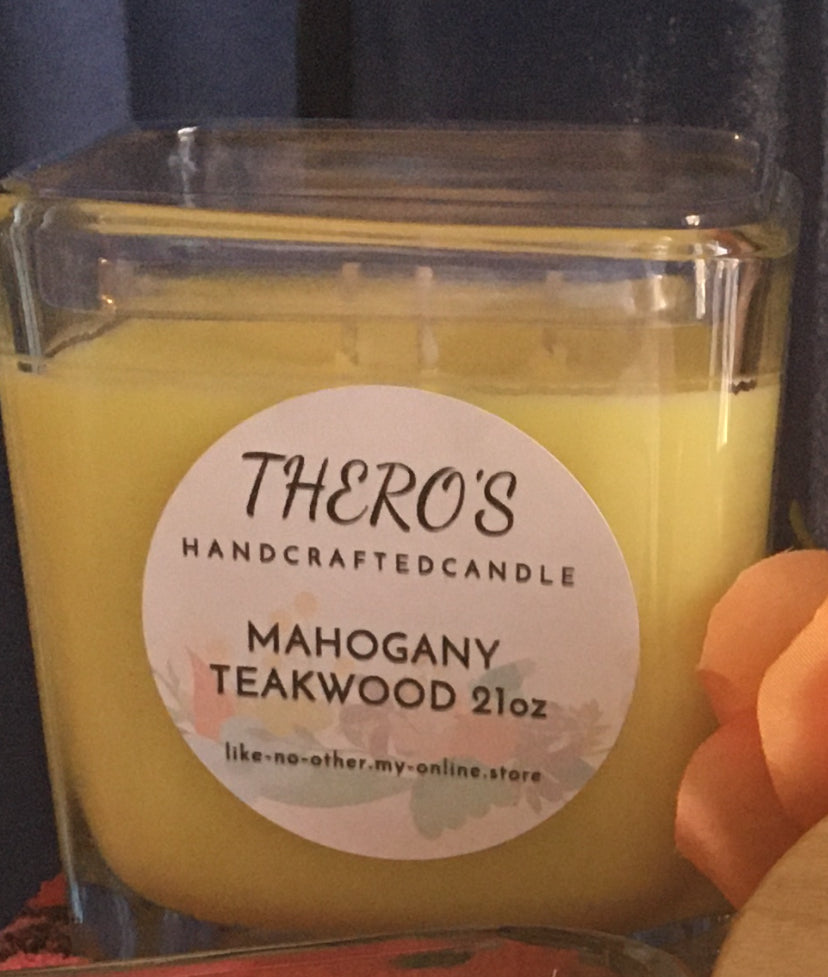 THERO'S
HANDCRAFTEDCANDLE
MAHOGANY
TEAKWOOD 21oz
like-no-other.my-online.store